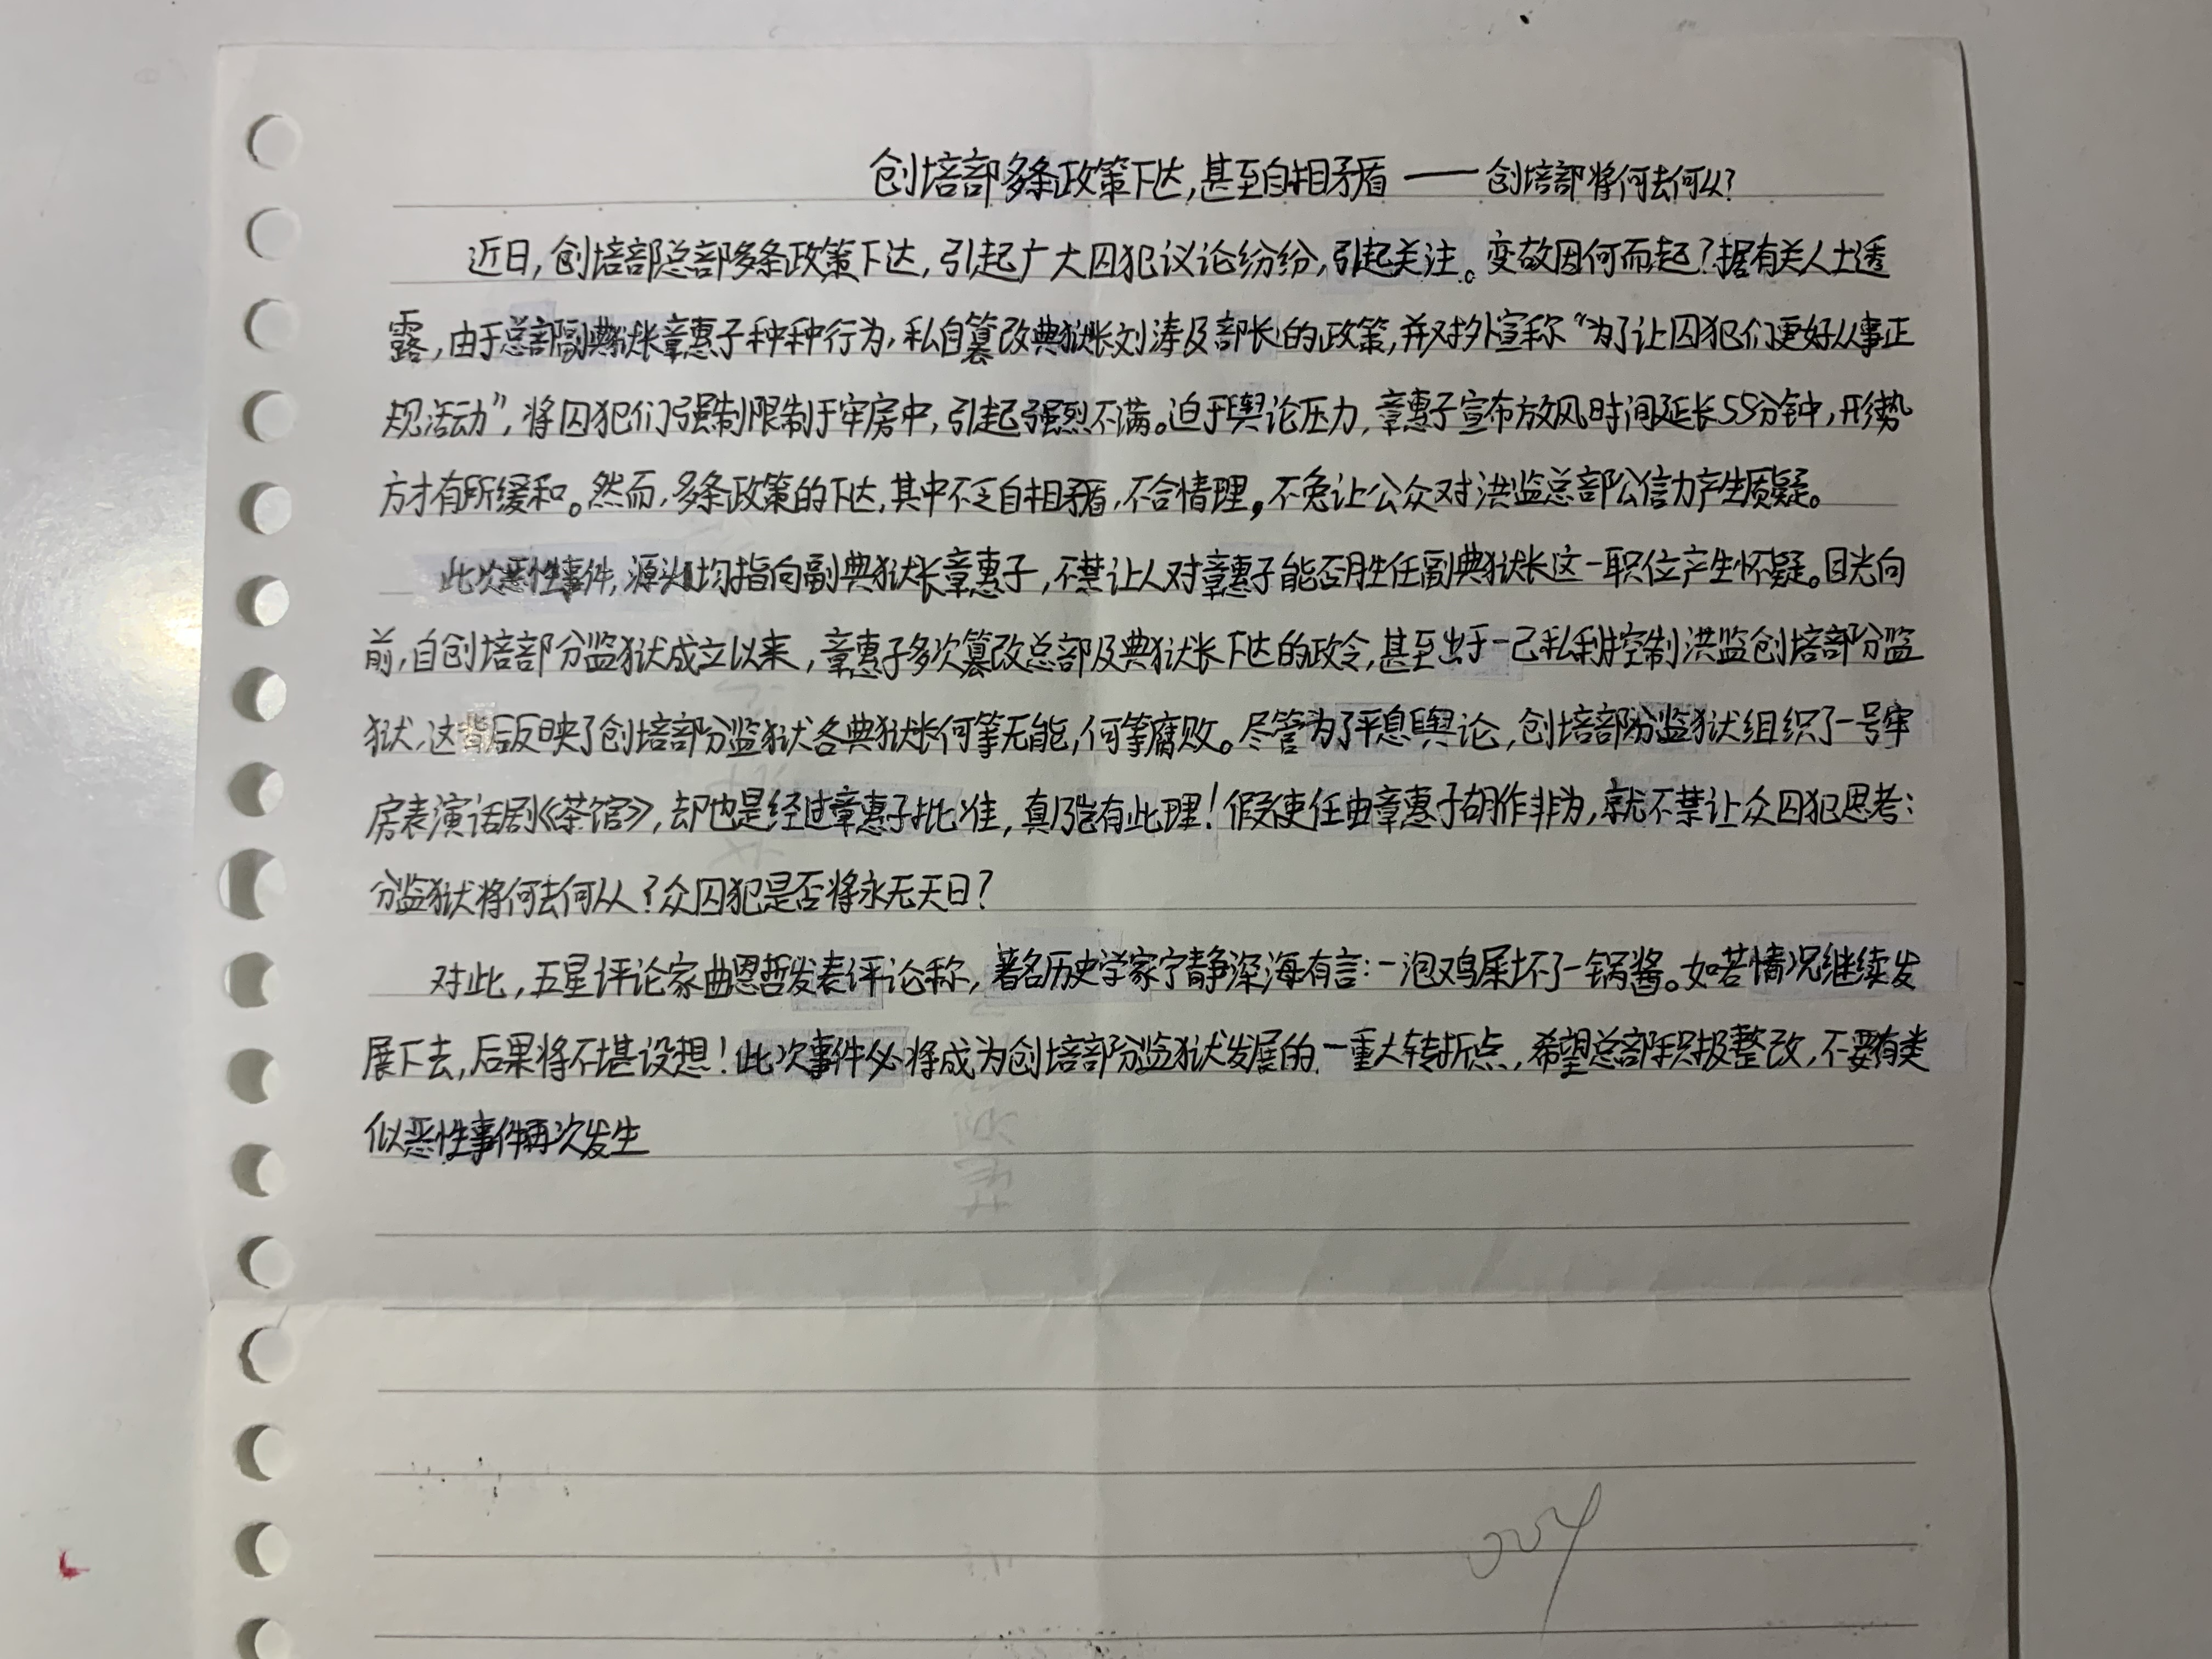 创培部多条政策下达,甚至自相矛盾——创培部将何去何从?
近日,创培部总部多条政策下达,引起广大囚犯议论纷纷,引起关注。变故因何而起?据有关人士透
露,由于总部副典狱长章惠子种种行为,私自篡改典狱长刘涛及部长的政策,并对外宣称“为了让囚犯们更好从事正
规活动”,将囚犯们强制限制于牢房中,引起强烈不满。迫于舆论压力,章惠子宣布放风时间延长55分钟,形势
方才有所缓和。然而,多条政策的下达,其中不乏自相矛盾,不合情理,不免让公众对洪监总部公信力产生质疑。
此次恶性事件,源头均指向副典狱长章惠子,不禁让人对章惠子能否胜任副典狱长这一职位产生怀疑。目光向
前,自创培部分监狱成立以来,章惠子多次篡改总部及典狱长下达的政令,甚至出于一己私利控制洪监创培部分监
狱,这背后反映了创培部分监狱各典狱长何等无能,何等腐败。尽管为了平息舆论,创培部分监狱组织了一号牢
房表演话剧《茶馆》,却也是经过章惠子批准,真岂有此理!假使任由章惠子胡作非为,就不禁让众囚犯思考:
分监狱将何去何从?众囚犯是否将永无天日?
对此,五星评论家曲恩哲发表评论称,著名历史学家宁静深海有言:一泡鸡屎坏了一锅酱。如若情况继续发
展下去,后果将不堪设想!此次事件必将成为创培部分监狱发展的一重大转折点,希望总部积极整改,不要有类
似恶性事件再次发生